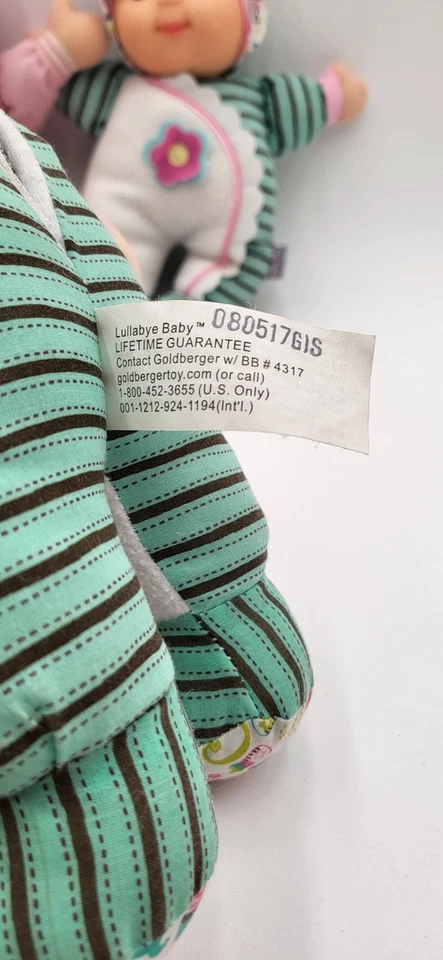 Lullabye Baby™ 080517GIS
LIFETIME GUARANTEE
Contact Goldberger w/ BB # 4317
goldbergertoy.com (or call)
1-800-452-3655 (U.S. Only)
001-1212-924-1194(Int'l.)